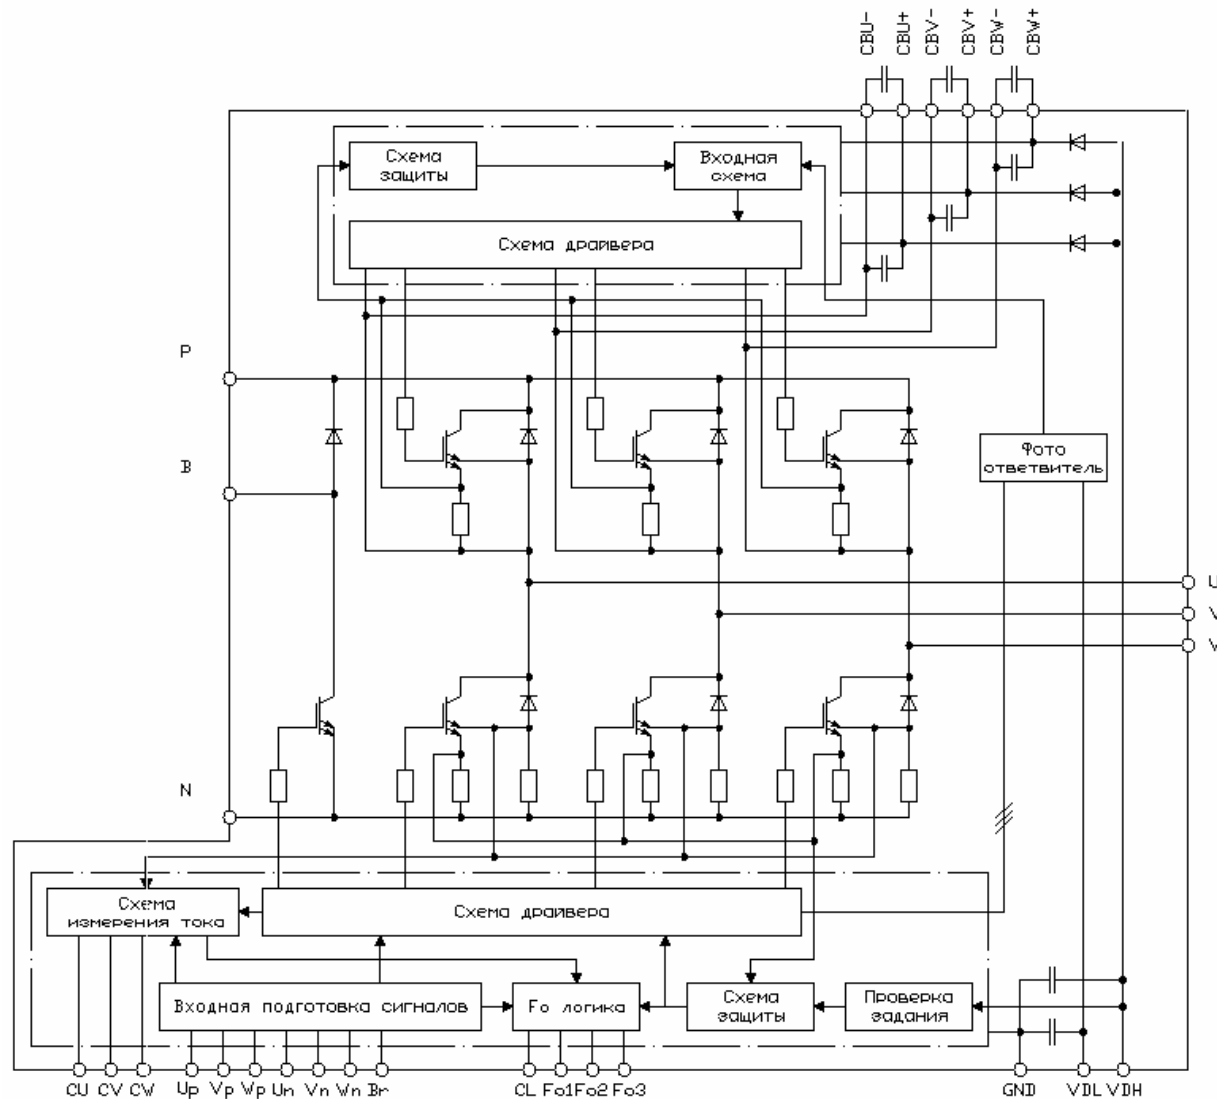 CBU- CBU+ CBV- CBV+ CBW- CBW+
Схема
защиты
Входная
схема
Схема драйвера
P
B
Фото
ответвитель
U
V
N
Схема
измерения тока
Схема драйвера
Входная подготовка сигналов
Fo логика
Схема
защиты
Проверка
задания
CU CV CW Up Vp Wp Un Vn Wn Br CL Fo1 Fo2 Fo3 GND VDL VDH